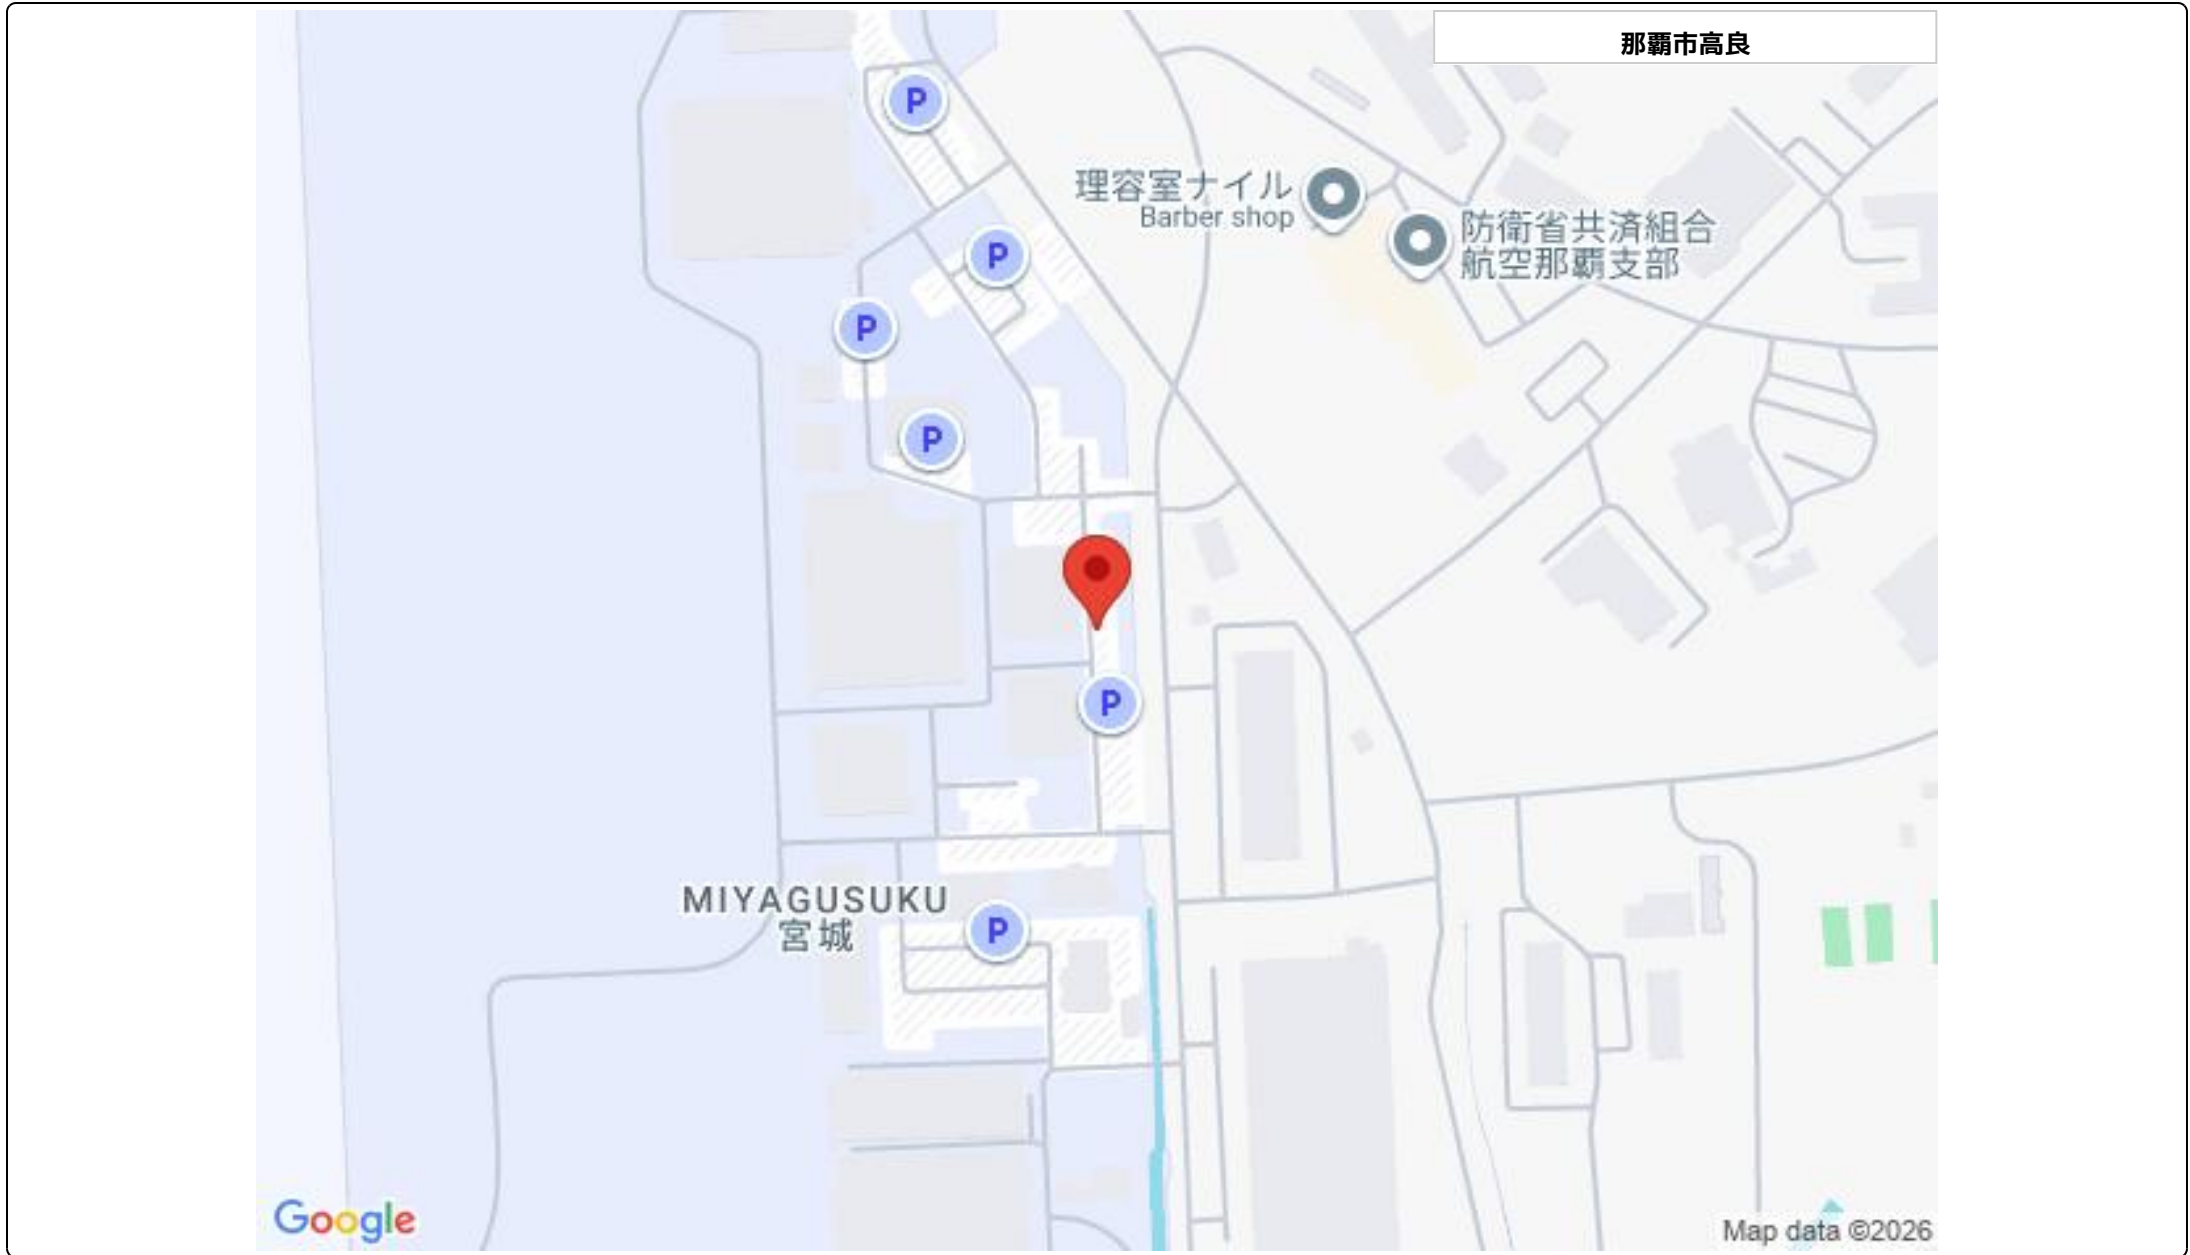 那覇市高良
P
理容室ナイル
Barber shop
防衛省共済組合
航空那覇支部
P
P
P
P
MIYAGUSUKU
宮城
P
Google
Map data ©2026